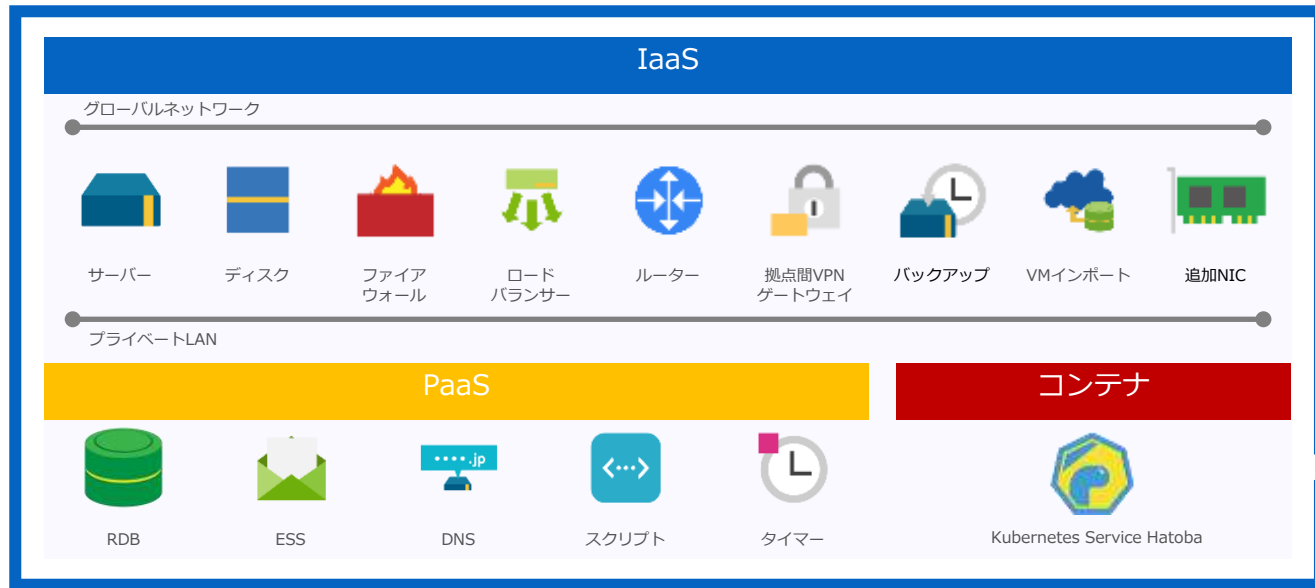 IaaS
グローバルネットワーク
サーバー
ディスク
ファイア
ウォール
ロード
バランサー
ルーター
拠点間VPN
ゲートウェイ
バックアップ
VMインポート
追加NIC
プライベートLAN
PaaS
コンテナ
････.jp
<···>
RDB
ESS
DNS
スクリプト
タイマー
Kubernetes Service Hatoba